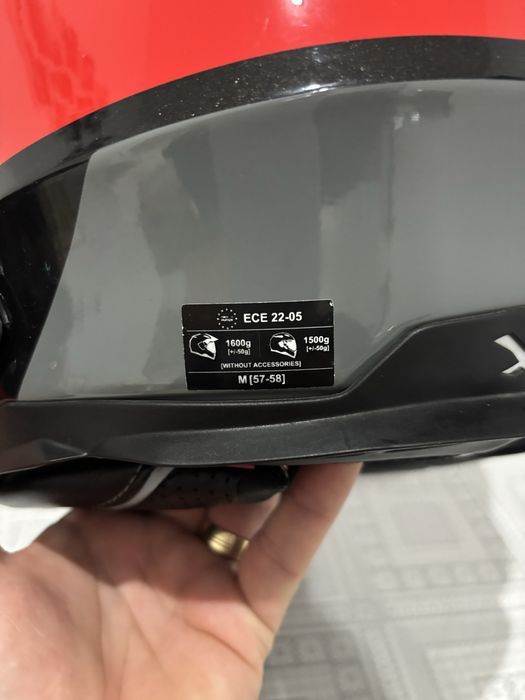 ECE 22-05
1600g 1500g
[+/-50g] [+/-50g]
[WITHOUT ACCESSORIES]
M [57-58]
X